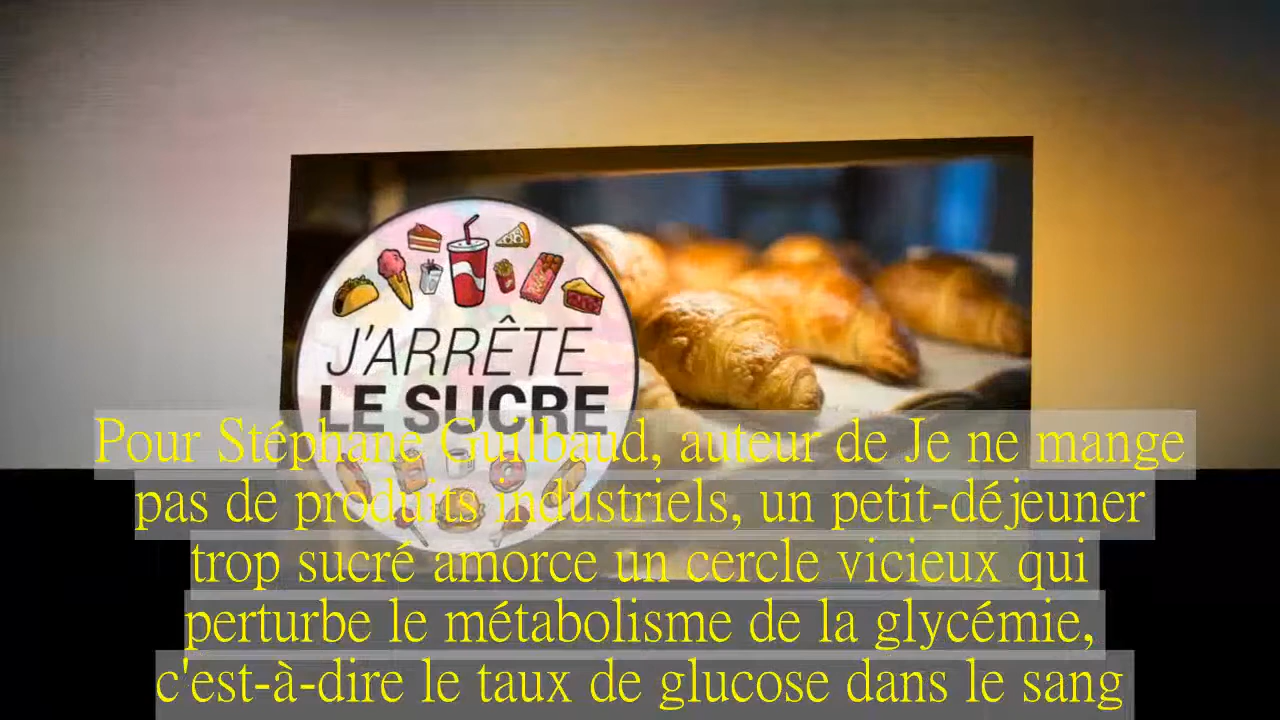 J'ARRÊTE
LE SUCRE
Pour Stéphane Guilbaud, auteur de Je ne mange
pas de produits industriels, un petit-déjeuner
trop sucré amorce un cercle vicieux qui
perturbe le métabolisme de la glycémie,
c'est-à-dire le taux de glucose dans le sang